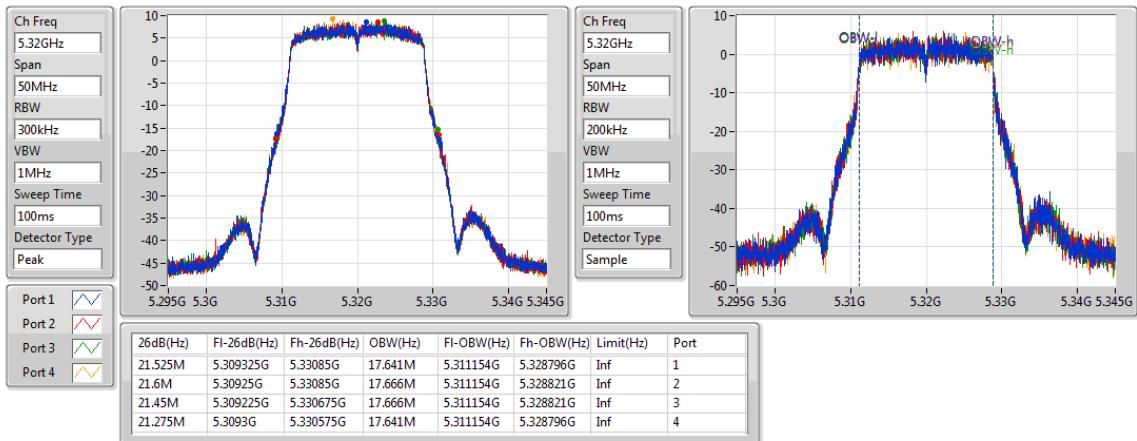 Ch Freq
5.32GHz
Span
50MHz
RBW
300kHz
VBW
1MHz
Sweep Time
100ms
Detector Type
Peak
10
5
0
-5
-10
-15
-20
-25
-30
-35
-40
-45
-50
5.295G 5.3G 5.31G 5.32G 5.33G 5.34G 5.345G
Ch Freq
5.32GHz
Span
50MHz
RBW
200kHz
VBW
1MHz
Sweep Time
100ms
Detector Type
Sample
10
0
-10
-20
-30
-40
-50
-60
OBW-l
OBW-h
5.295G 5.3G 5.31G 5.32G 5.33G 5.34G 5.345G
Port 1
Port 2
Port 3
Port 4
26dB(Hz) Fl-26dB(Hz) Fh-26dB(Hz) OBW(Hz) Fl-OBW(Hz) Fh-OBW(Hz) Limit(Hz) Port
21.525M 5.309325G 5.33085G 17.641M 5.311154G 5.328796G Inf 1
21.6M 5.30925G 5.33085G 17.666M 5.311154G 5.328821G Inf 2
21.45M 5.309225G 5.330675G 17.666M 5.311154G 5.328821G Inf 3
21.275M 5.3093G 5.330575G 17.641M 5.311154G 5.328796G Inf 4